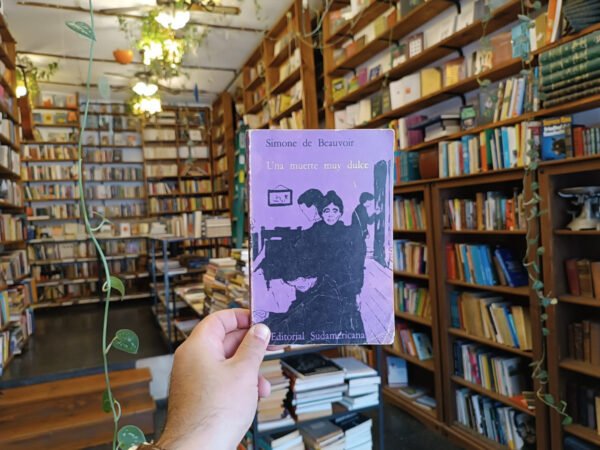 Simone de Beauvoir
Una muerte muy dulce
Editorial Sudamericana